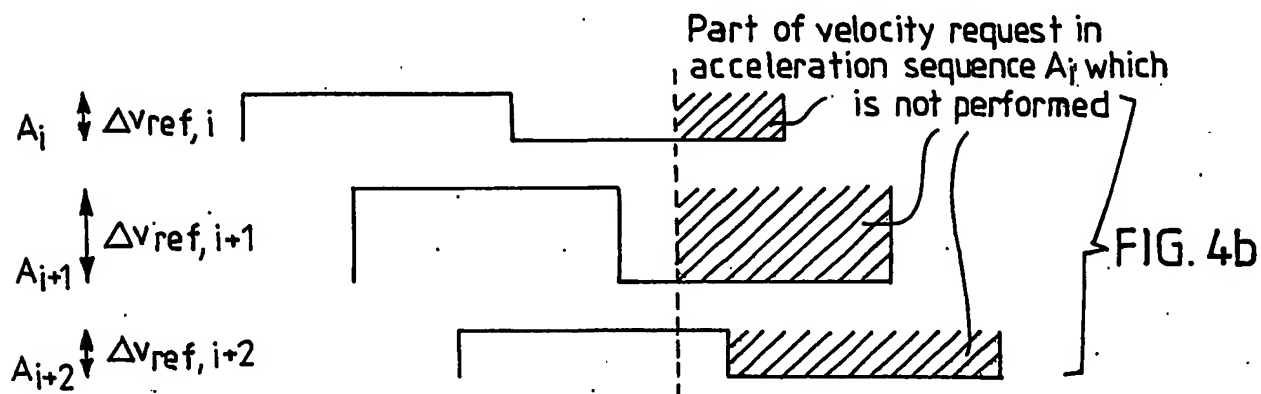 Part of velocity request in
acceleration sequence Ai which
is not performed
Ai
Δvref, i
Ai+1
Δvref, i+1
Ai+2
Δvref, i+2
FIG. 4b